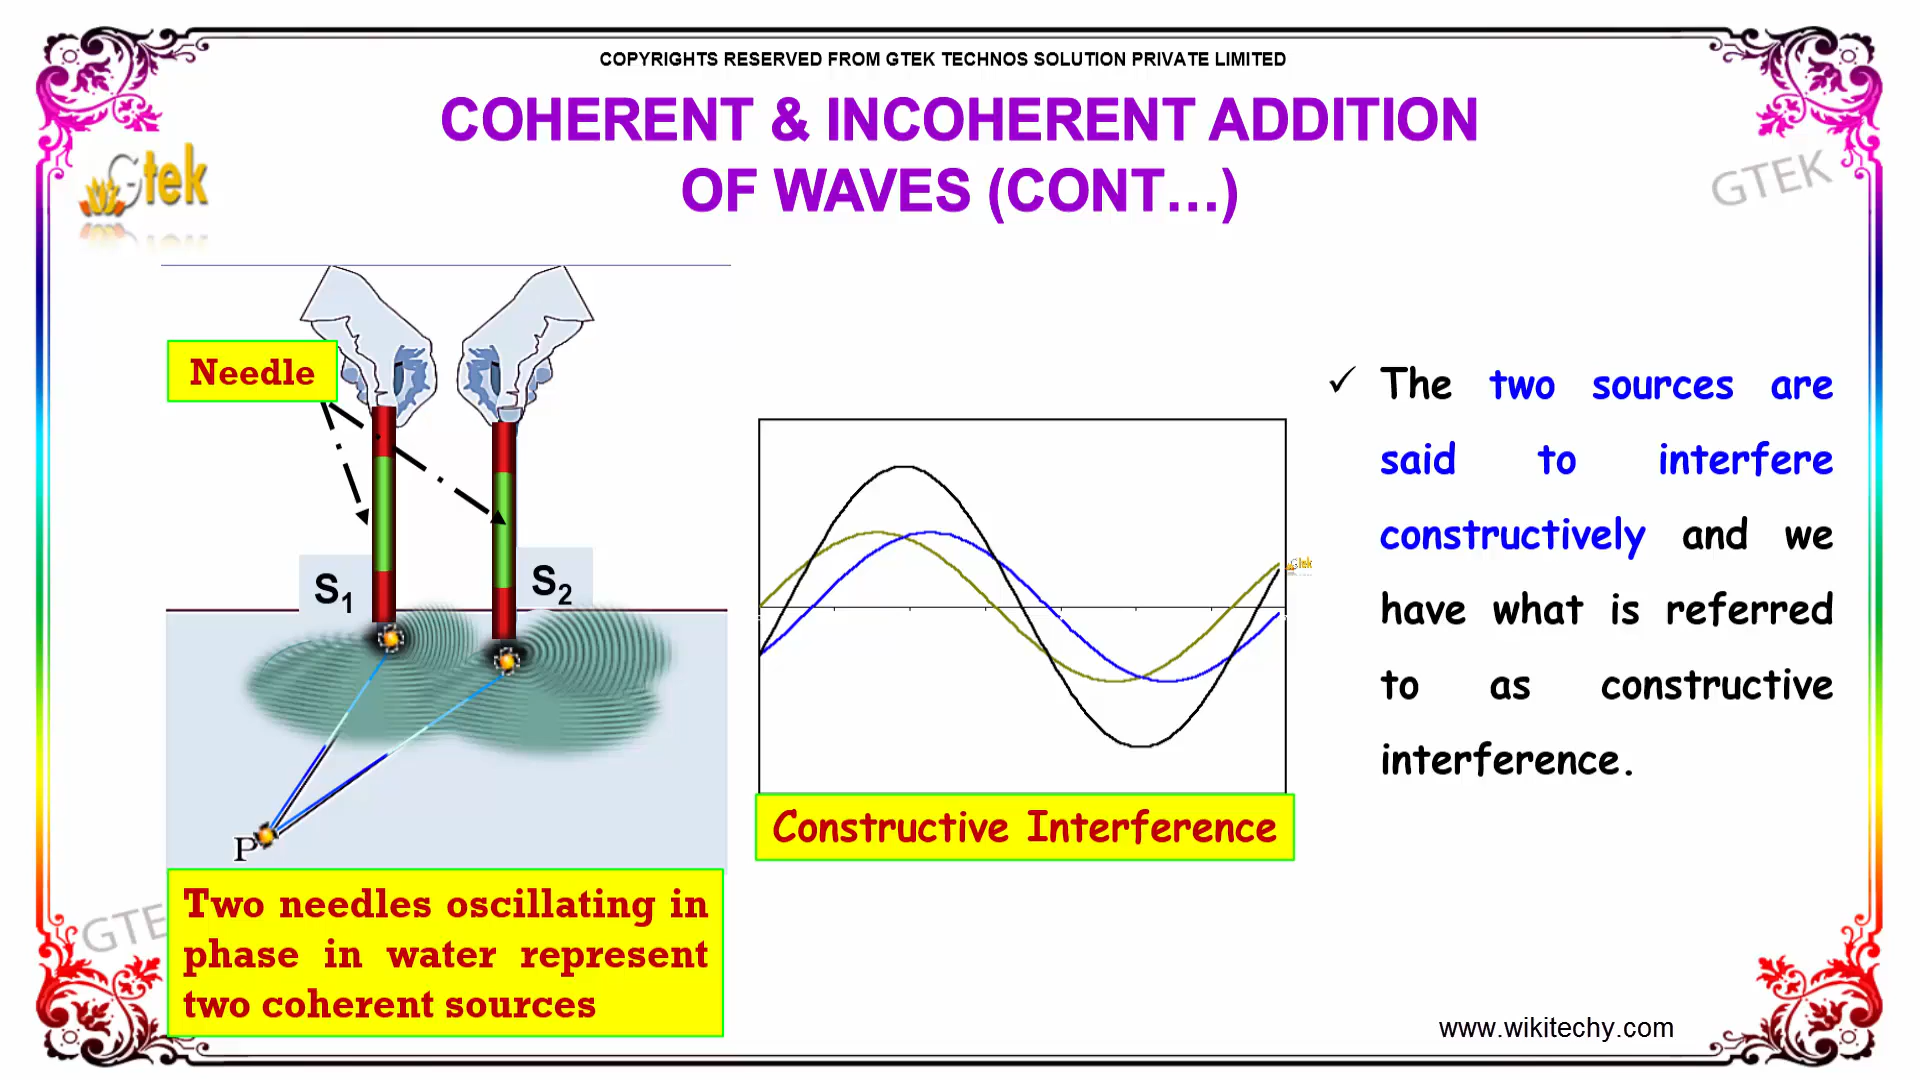 COPYRIGHTS RESERVED FROM GTEK TECHNOS SOLUTION PRIVATE LIMITED
COHERENT & INCOHERENT ADDITION
OF WAVES (CONT…)
Gtek
GTEK
Needle
S₁
S₂
P
Two needles oscillating in
phase in water represent
two coherent sources
Gtek
Constructive Interference
✓ The two sources are
said to interfere
constructively and we
have what is referred
to as constructive
interference.
GTE
www.wikitechy.com